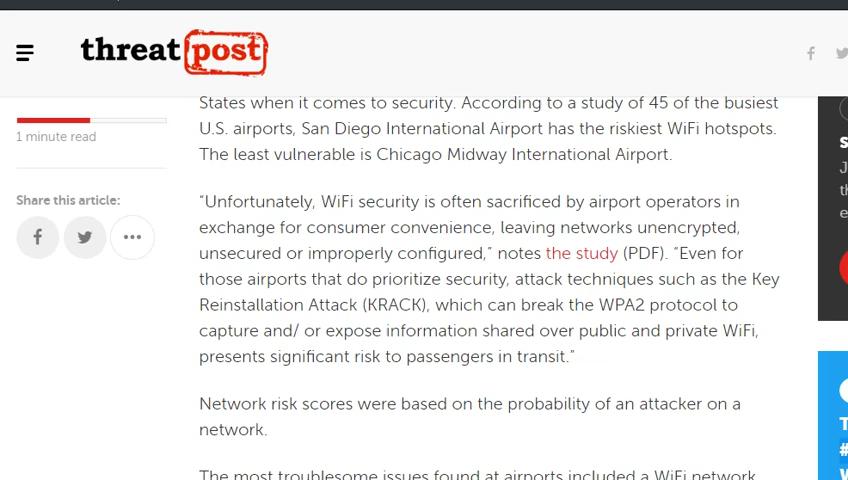 threatpost
States when it comes to security. According to a study of 45 of the busiest
U.S. airports, San Diego International Airport has the riskiest WiFi hotspots.
The least vulnerable is Chicago Midway International Airport.
1 minute read
Share this article:
“Unfortunately, WiFi security is often sacrificed by airport operators in
exchange for consumer convenience, leaving networks unencrypted,
unsecured or improperly configured,” notes the study (PDF). “Even for
those airports that do prioritize security, attack techniques such as the Key
Reinstallation Attack (KRACK), which can break the WPA2 protocol to
capture and/ or expose information shared over public and private WiFi,
presents significant risk to passengers in transit.”
Network risk scores were based on the probability of an attacker on a
network.
The most troublesome issues found at airports included a WiFi network